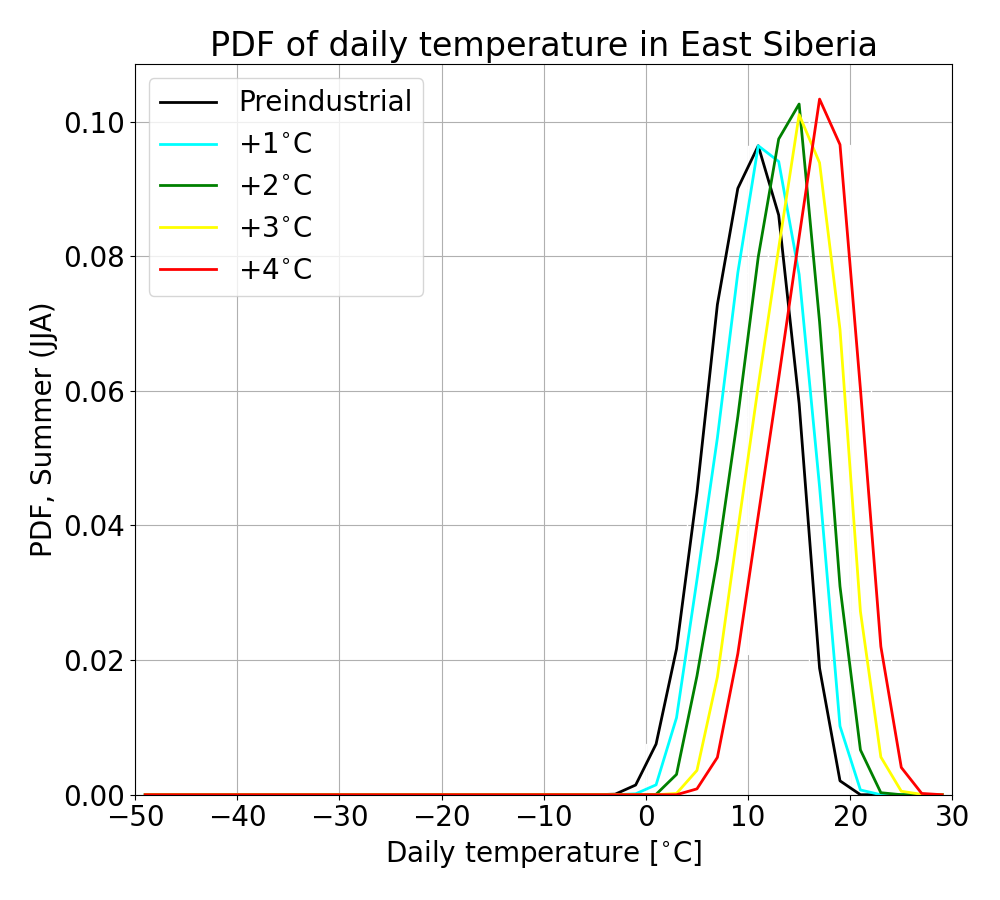 PDF of daily temperature in East Siberia
Preindustrial
+1°C
+2°C
+3°C
+4°C
PDF, Summer (JJA)
0.10
0.08
0.06
0.04
0.02
0.00
−50 −40 −30 −20 −10 0 10 20 30
Daily temperature [°C]